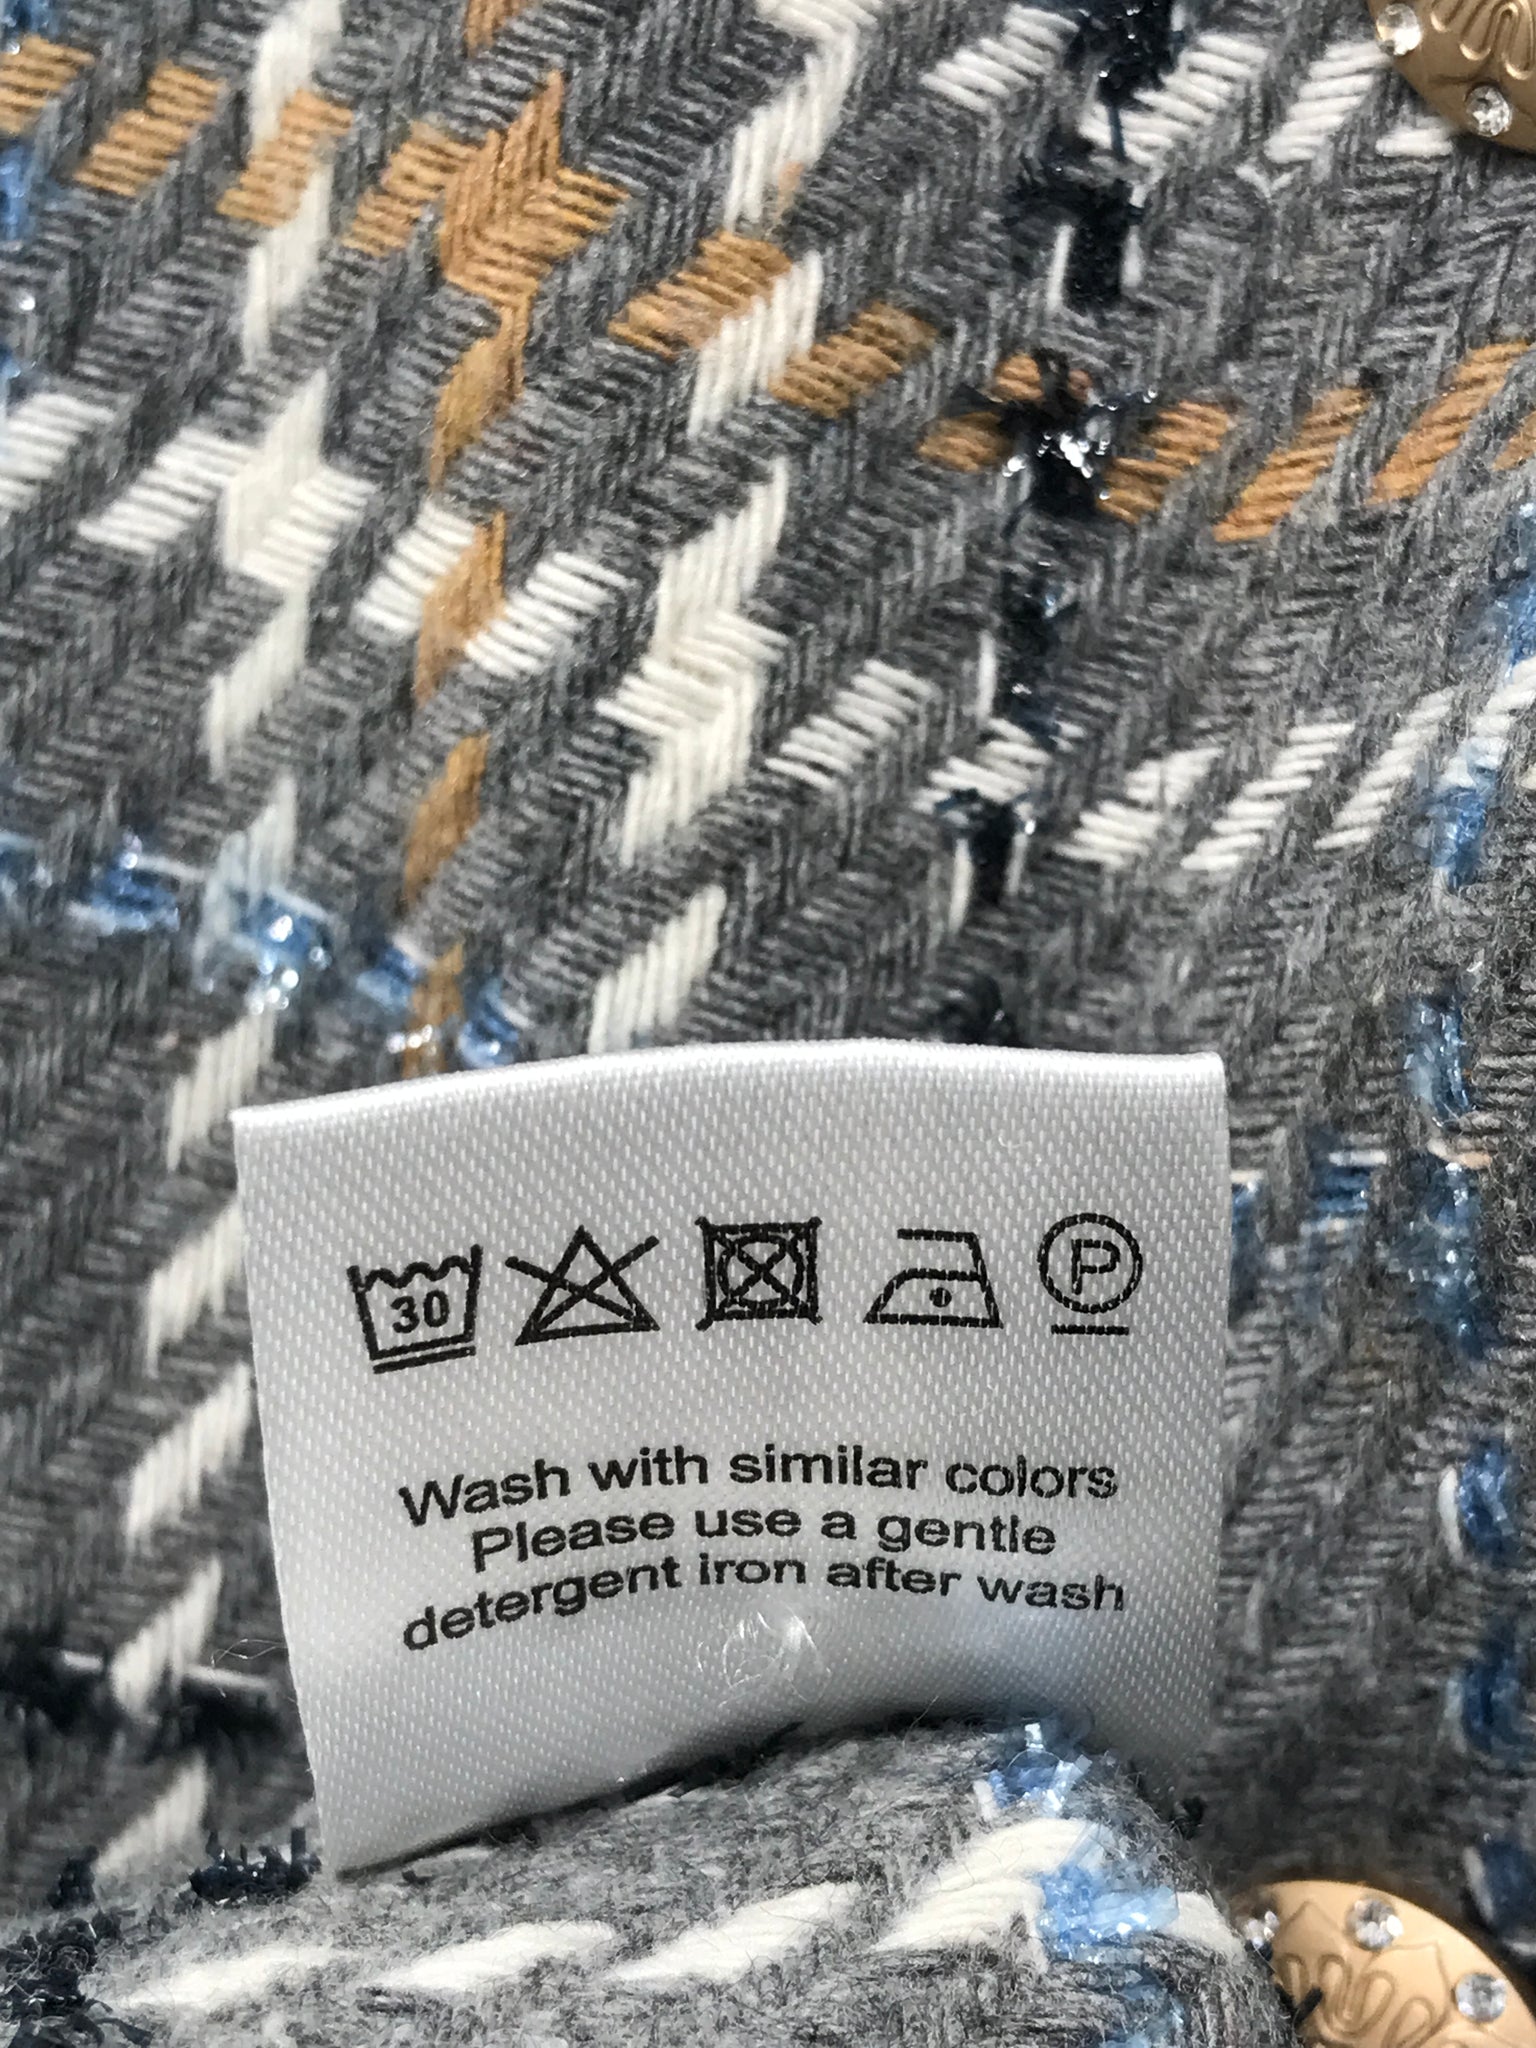 30 P
Wash with similar colors
Please use a gentle
detergent iron after wash